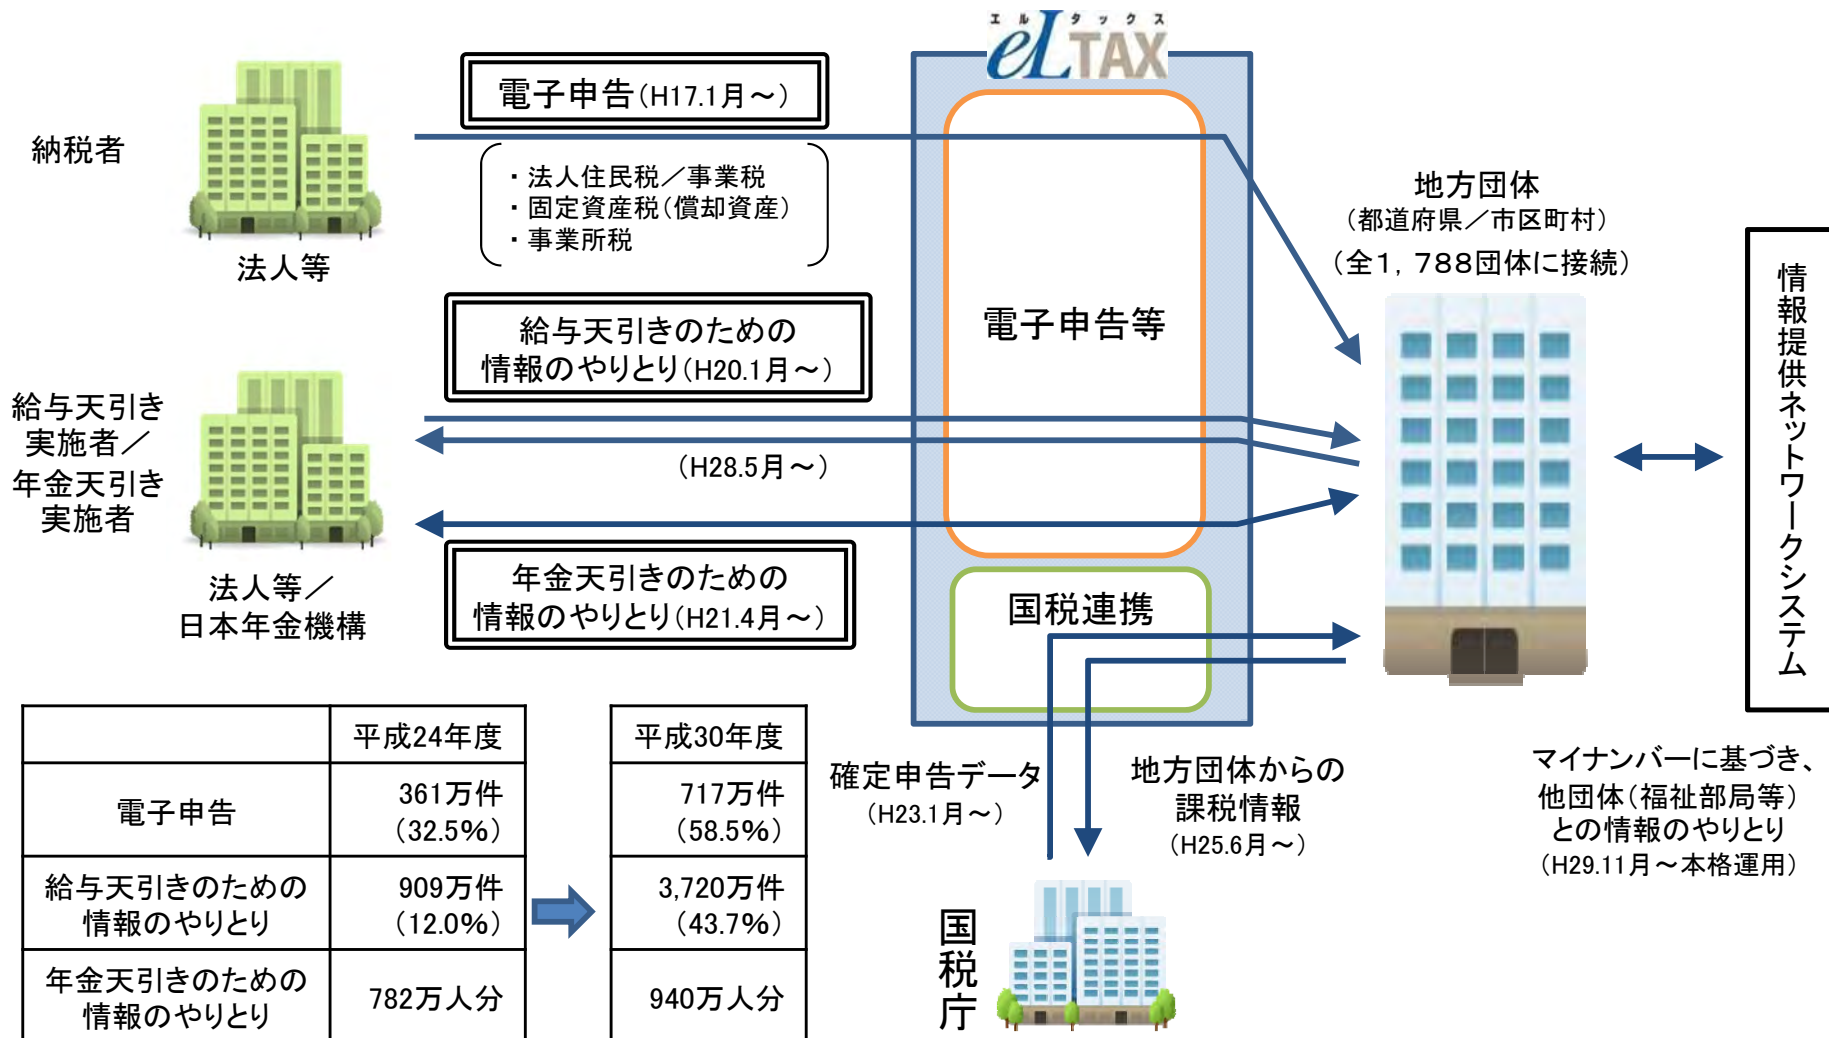 エルタックス
eLTAX
納税者
法人等
電子申告(H17.1月～)
・法人住民税／事業税
・固定資産税(償却資産)
・事業所税
給与天引きのための
情報のやりとり(H20.1月～)
給与天引き
実施者／
年金天引き
実施者
法人等／
日本年金機構
(H28.5月～)
年金天引きのための
情報のやりとり(H21.4月～)
電子申告等
国税連携
地方団体
(都道府県／市区町村)
(全1，788団体に接続)
情報提供ネットワークシステム
マイナンバーに基づき、
他団体(福祉部局等)
との情報のやりとり
(H29.11月～本格運用)
確定申告データ
(H23.1月～)
地方団体からの
課税情報
(H25.6月～)
国税庁
平成24年度
平成30年度
電子申告
361万件
(32.5%)
717万件
(58.5%)
給与天引きのための
情報のやりとり
909万件
(12.0%)
3,720万件
(43.7%)
年金天引きのための
情報のやりとり
782万人分
940万人分